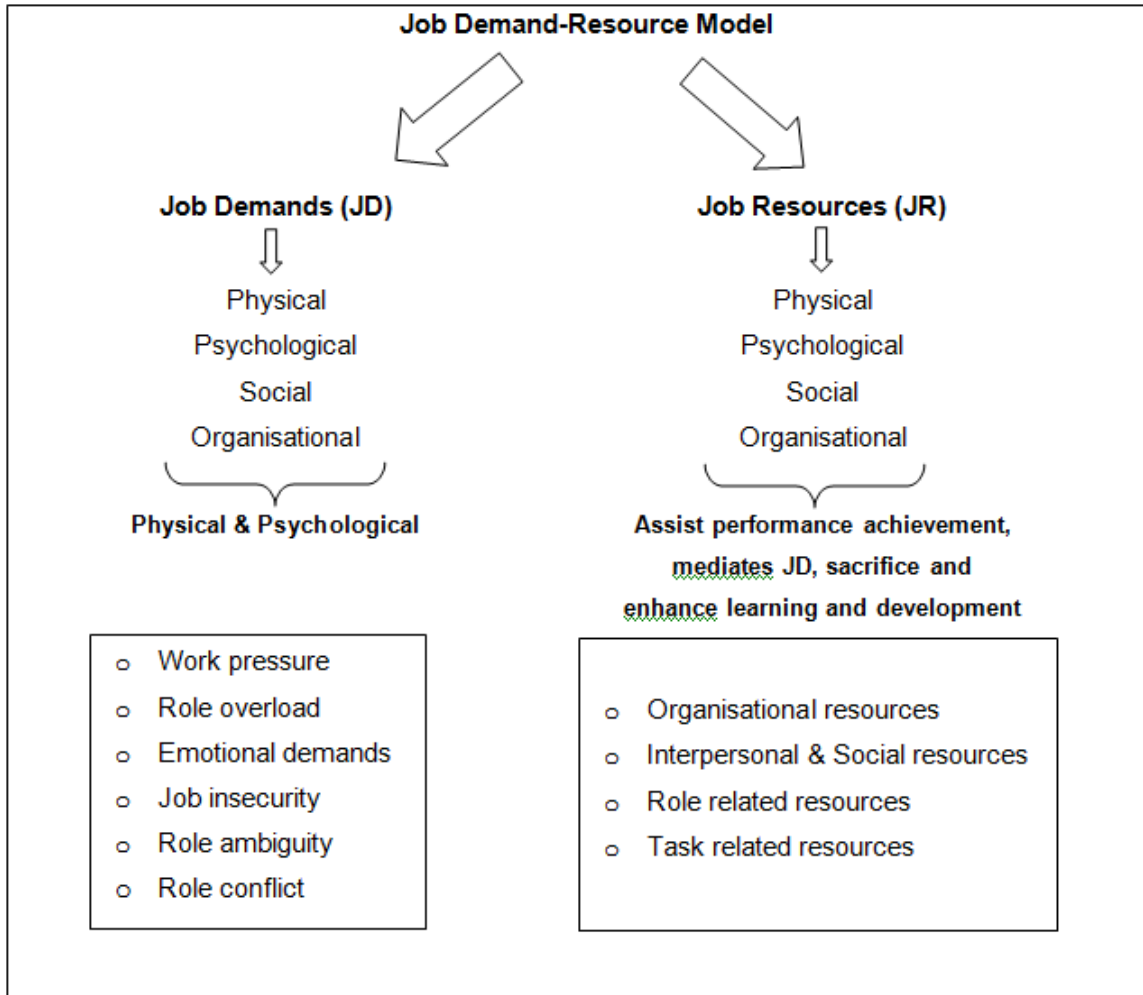 Job Demand-Resource Model
Job Demands (JD)
Physical
Psychological
Social
Organisational
Physical & Psychological
o Work pressure
o Role overload
o Emotional demands
o Job insecurity
o Role ambiguity
o Role conflict
Job Resources (JR)
Physical
Psychological
Social
Organisational
Assist performance achievement,
mediates JD, sacrifice and
enhance learning and development
o Organisational resources
o Interpersonal & Social resources
o Role related resources
o Task related resources